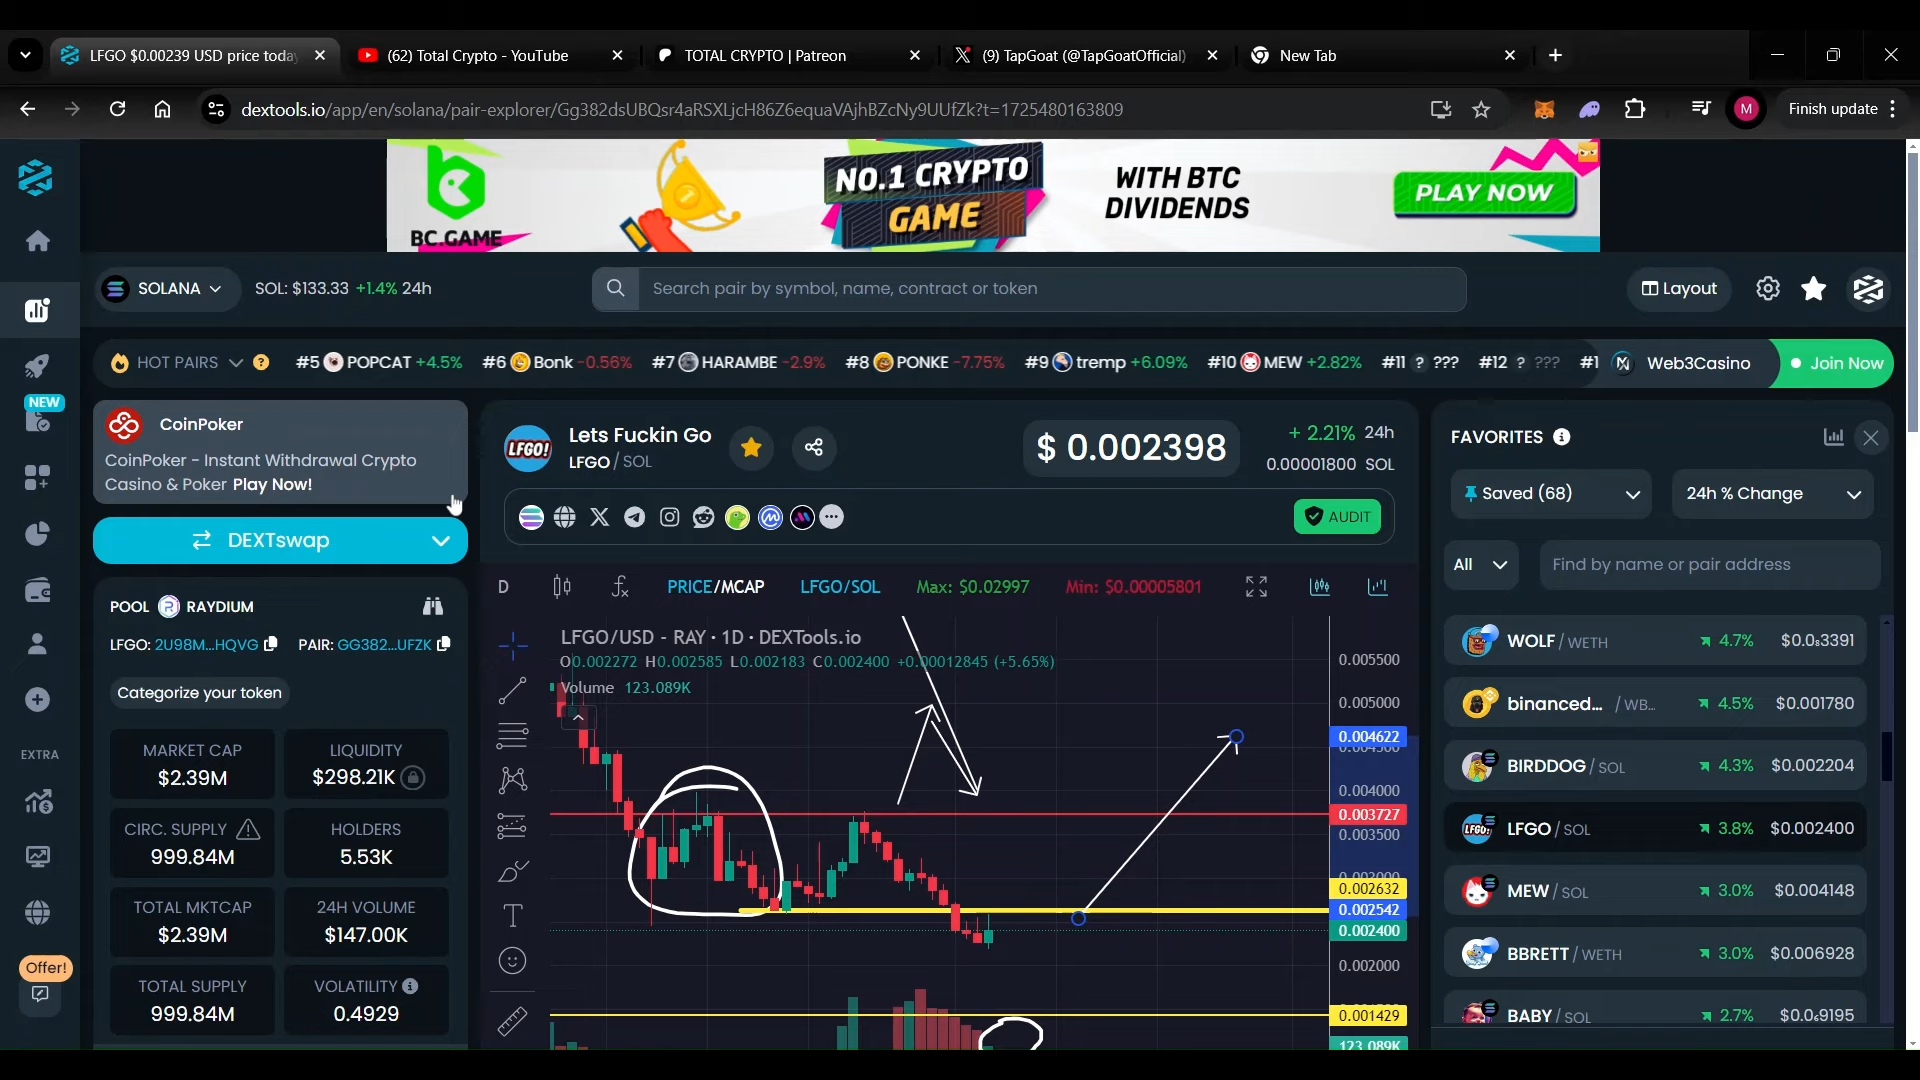 LFGO $0.00239 USD price today
(62) Total Crypto - YouTube
TOTAL CRYPTO | Patreon
(9) TapGoat (@TapGoatOfficial)
New Tab
dextools.io/app/en/solana/pair-explorer/Gg382dsUBQsr4aRSXLjcH86Z6equaVAjhBZcNy9UUfZk?t=1725480163809
M
Finish update
BC.GAME
NO.1 CRYPTO
GAME
WITH BTC
DIVIDENDS
PLAY NOW
SOLANA
SOL: $133.33 +1.4% 24h
Search pair by symbol, name, contract or token
Layout
HOT PAIRS
#5 POPCAT +4.5%
#6 Bonk -0.56%
#7 HARAMBE -2.9%
#8 PONKE -7.75%
#9 tremp +6.09%
#10 MEW +2.82%
#11 ? ???
#12 ? ???
#1
Web3Casino
Join Now
NEW
CoinPoker
CoinPoker - Instant Withdrawal Crypto
Casino & Poker Play Now!
DEXTswap
POOL RAYDIUM
LFGO: 2U98M...HQVG
PAIR: GG382...UFZK
Categorize your token
MARKET CAP
$2.39M
LIQUIDITY
$298.21K
CIRC. SUPPLY
999.84M
HOLDERS
5.53K
TOTAL MKTCAP
$2.39M
24H VOLUME
$147.00K
TOTAL SUPPLY
999.84M
VOLATILITY
0.4929
EXTRA
Offer!
LFGO!
Lets Fuckin Go
LFGO / SOL
$ 0.002398
+ 2.21% 24h
0.00001800 SOL
AUDIT
D
PRICE/MCAP
LFGO/SOL
Max: $0.02997
Min: $0.00005801
LFGO/USD - RAY · 1D · DEXTools.io
O0.002272 H0.002585 L0.002183 C0.002400 +0.00012845 (+5.65%)
Volume 123.089K
0.005500
0.005000
0.004622
0.004500
0.004000
0.003727
0.003500
0.003000
0.002632
0.002542
0.002400
0.002000
0.001429
123.089K
FAVORITES
Saved (68)
24h % Change
All
Find by name or pair address
WOLF / WETH
4.7%
$0.0₈3391
binanced... / WB...
4.5%
$0.001780
BIRDDOG / SOL
4.3%
$0.002204
LFGO!
LFGO / SOL
3.8%
$0.002400
MEW / SOL
3.0%
$0.004148
BBRETT / WETH
3.0%
$0.006928
BABY / SOL
2.7%
$0.0₆9195